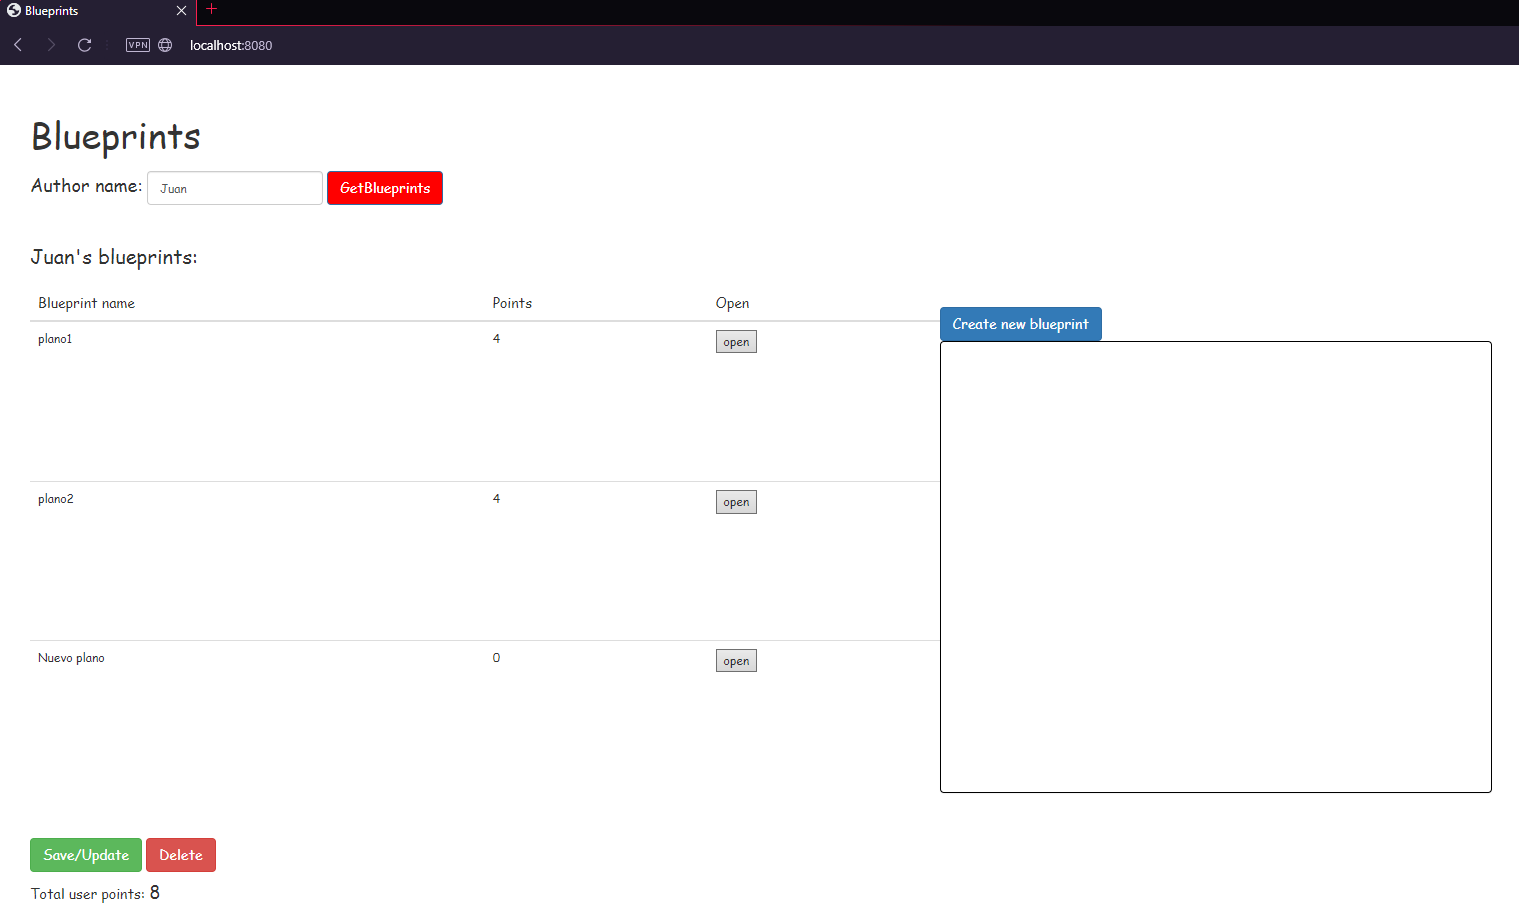 Blueprints
VPN localhost:8080
Blueprints
Author name: Juan GetBlueprints
Juan's blueprints:
Blueprint name Points Open
Create new blueprint
plano1 4 open
plano2 4 open
Nuevo plano 0 open
Save/Update Delete
Total user points: 8